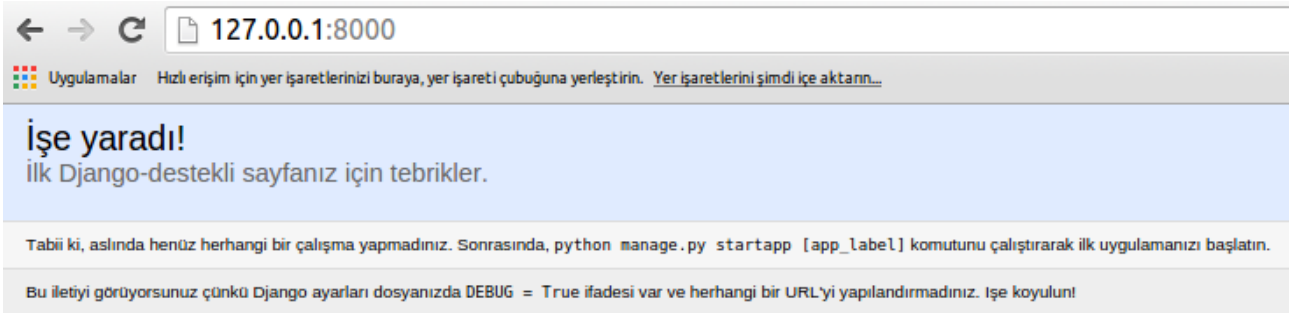 127.0.0.1:8000
Uygulamalar Hızlı erişim için yer işaretlerinizi buraya, yer işareti çubuğuna yerleştirin. Yer işaretlerini şimdi içe aktarın...
İşe yaradı!
İlk Django-destekli sayfanız için tebrikler.
Tabii ki, aslında henüz herhangi bir çalışma yapmadınız. Sonrasında, python manage.py startapp [app_label] komutunu çalıştırarak ilk uygulamanızı başlatın.
Bu iletiyi görüyorsunuz çünkü Django ayarları dosyanızda DEBUG = True ifadesi var ve herhangi bir URL'yi yapılandırmadınız. Işe koyulun!